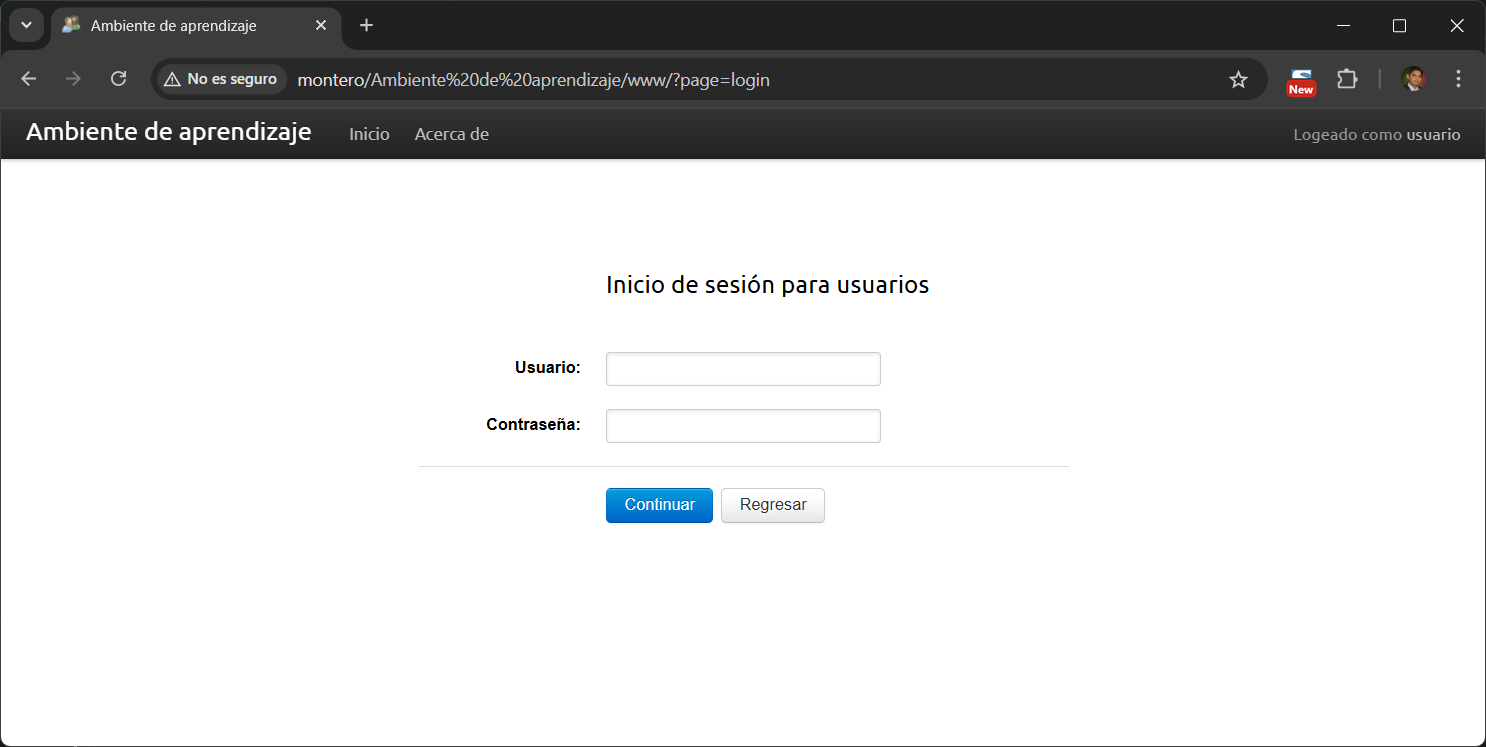 Ambiente de aprendizaje
No es seguro montero/Ambiente%20de%20aprendizaje/www/?page=login New
Ambiente de aprendizaje Inicio Acerca de Logeado como usuario
Inicio de sesión para usuarios
Usuario:
Contraseña:
Continuar Regresar